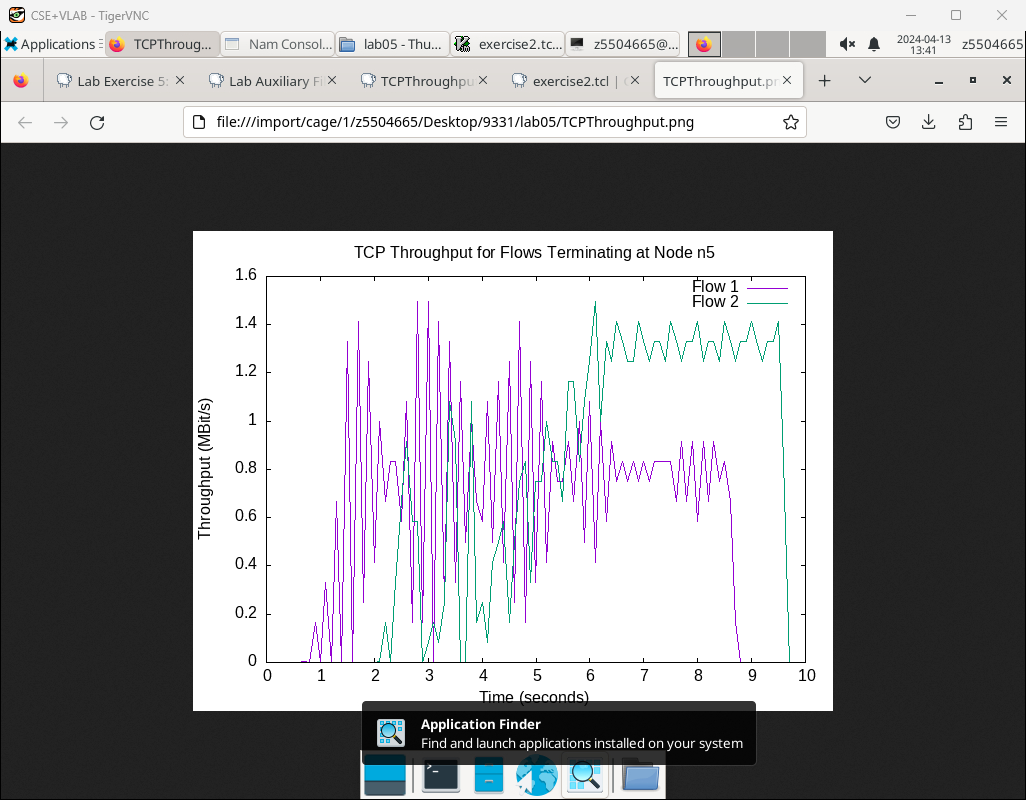 CSE+VLAB - TigerVNC
Applications
TCPThroug...
Nam Consol...
lab05 - Thu...
exercise2.tc...
z5504665@...
2024-04-13
13:41
z5504665
Lab Exercise 5:
Lab Auxiliary Fi
TCPThroughpu
exercise2.tcl |
TCPThroughput.pn
file:///import/cage/1/z5504665/Desktop/9331/lab05/TCPThroughput.png
TCP Throughput for Flows Terminating at Node n5
Flow 1
Flow 2
Throughput (MBit/s)
1.6
1.4
1.2
1
0.8
0.6
0.4
0.2
0
0 1 2 3 4 5 6 7 8 9 10
Time (seconds)
Application Finder
Find and launch applications installed on your system